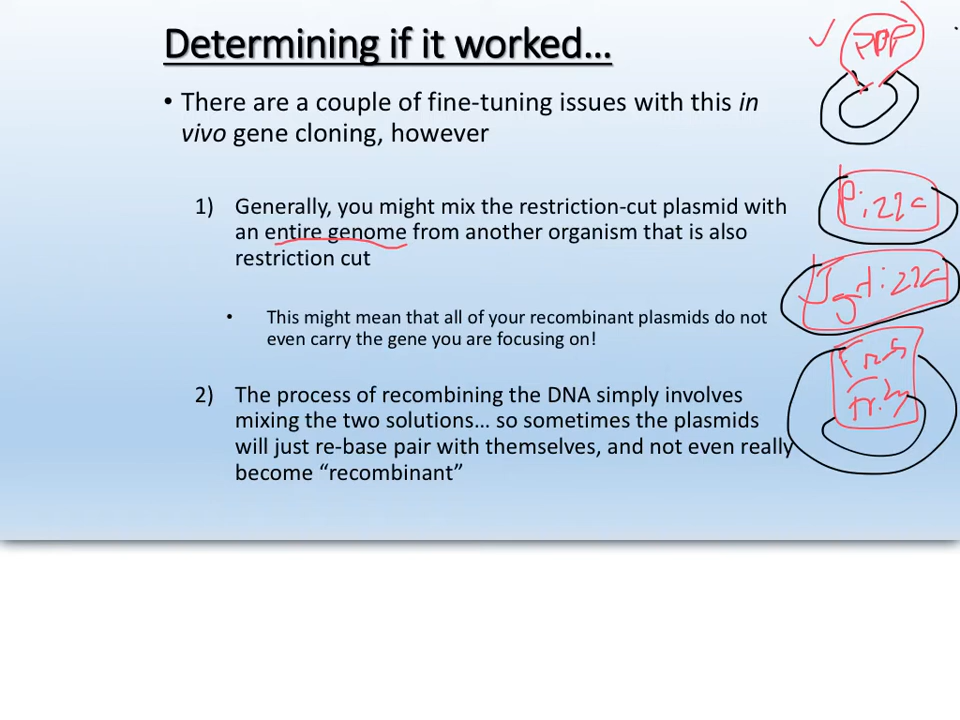 Determining if it worked...
• There are a couple of fine-tuning issues with this in
vivo gene cloning, however
1) Generally, you might mix the restriction-cut plasmid with
an entire genome from another organism that is also
restriction cut
• This might mean that all of your recombinant plasmids do not
even carry the gene you are focusing on!
2) The process of recombining the DNA simply involves
mixing the two solutions... so sometimes the plasmids
will just re-base pair with themselves, and not even really
become “recombinant”